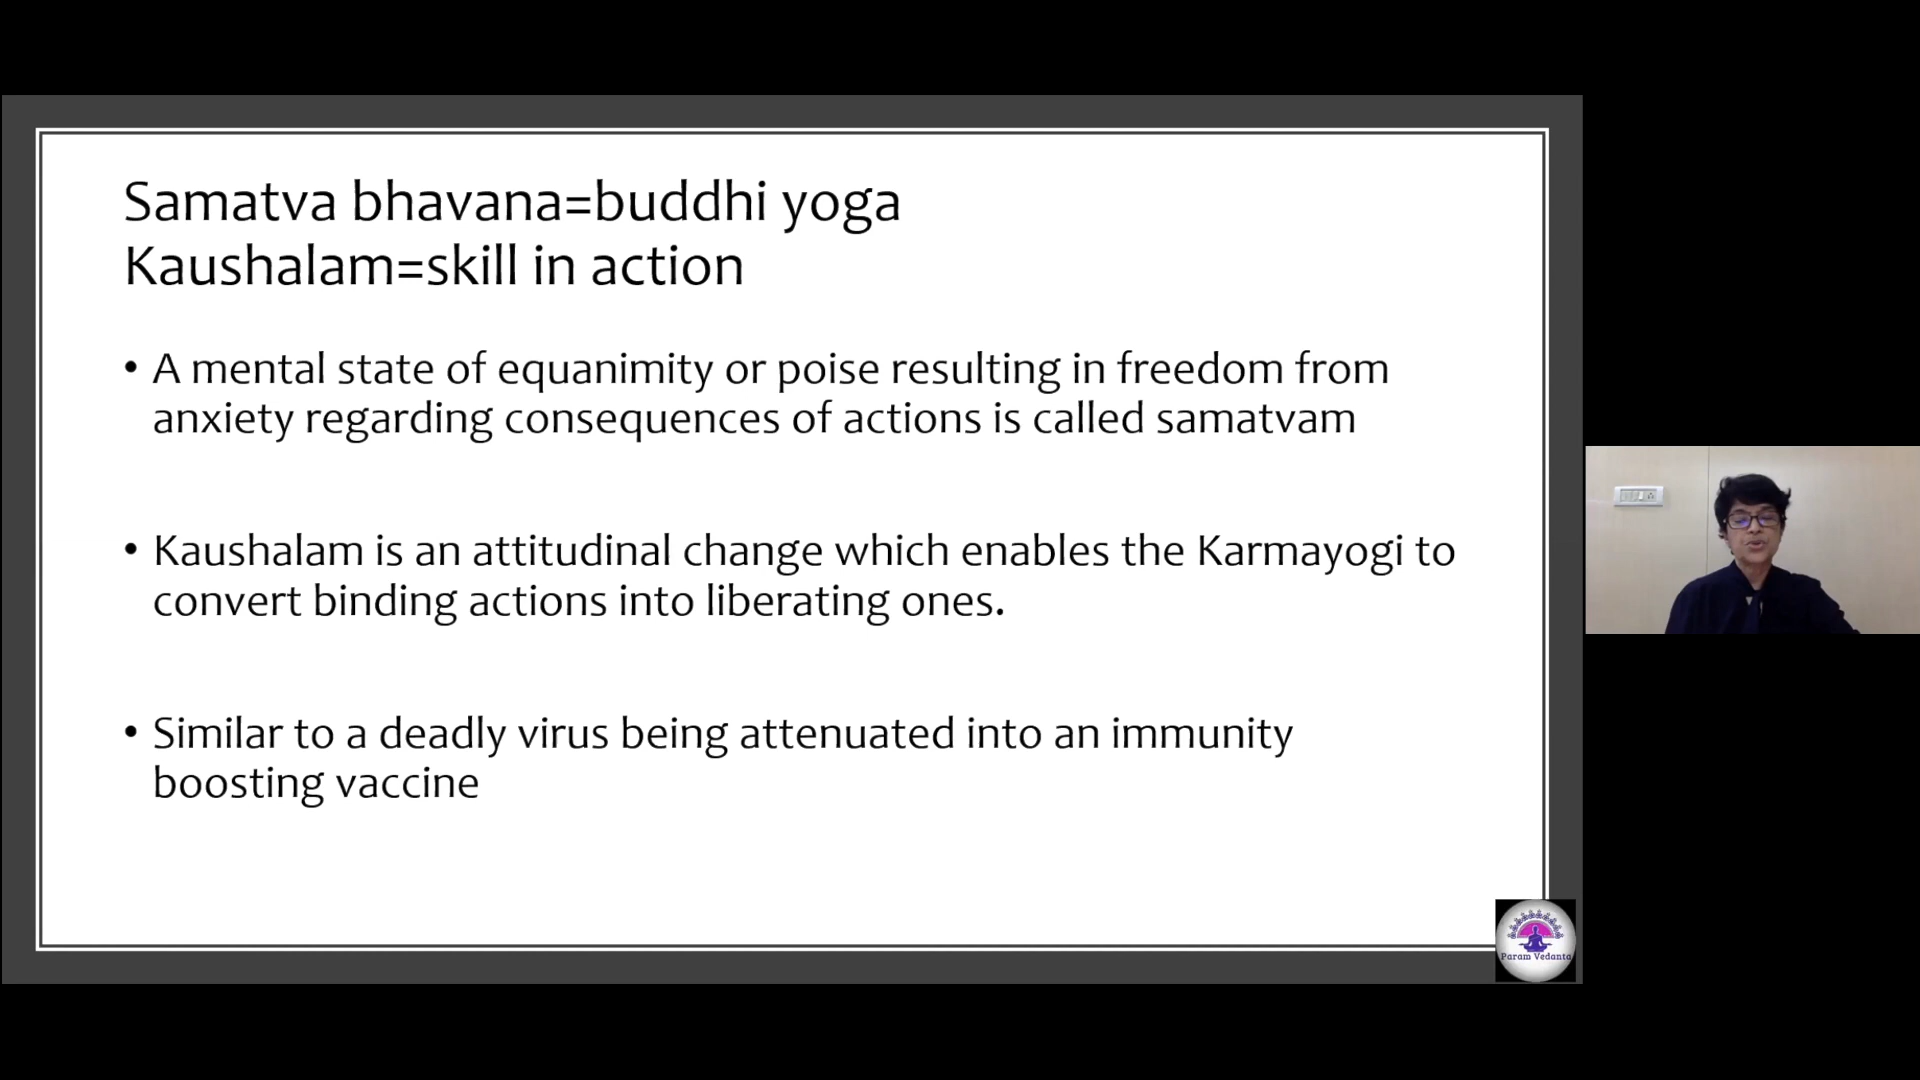 Samatva bhavana=buddhi yoga
Kaushalam=skill in action
• A mental state of equanimity or poise resulting in freedom from
anxiety regarding consequences of actions is called samatvam
• Kaushalam is an attitudinal change which enables the Karmayogi to
convert binding actions into liberating ones.
• Similar to a deadly virus being attenuated into an immunity
boosting vaccine
Param Vedanta